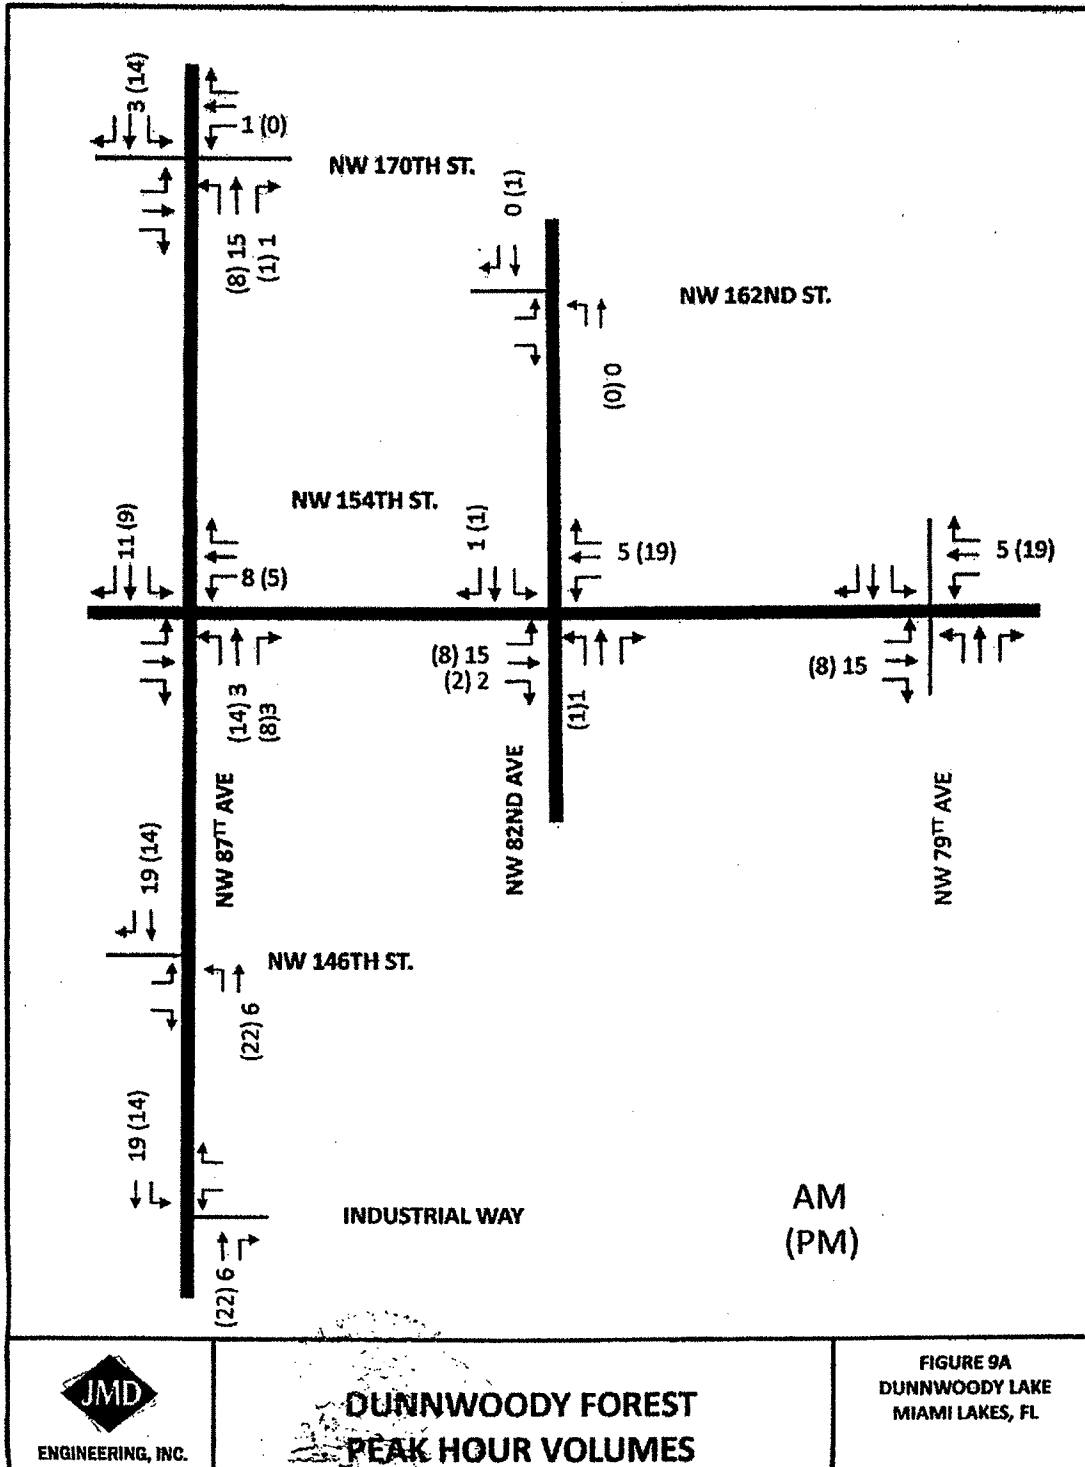 3 (14)
1 (0)
NW 170TH ST.
(8) 15
(1) 1
0 (1)
NW 162ND ST.
(0) 0
NW 154TH ST.
11 (9)
8 (5)
1 (1)
5 (19)
5 (19)
(14) 3
(8)3
(8) 15
(2) 2
(1)1
(8) 15
NW 87TT AVE
NW 82ND AVE
NW 79TT AVE
19 (14)
NW 146TH ST.
(22) 6
19 (14)
INDUSTRIAL WAY
(22) 6
AM
(PM)
JMD
ENGINEERING, INC.
DUNNWOODY FOREST
PEAK HOUR VOLUMES
FIGURE 9A
DUNNWOODY LAKE
MIAMI LAKES, FL